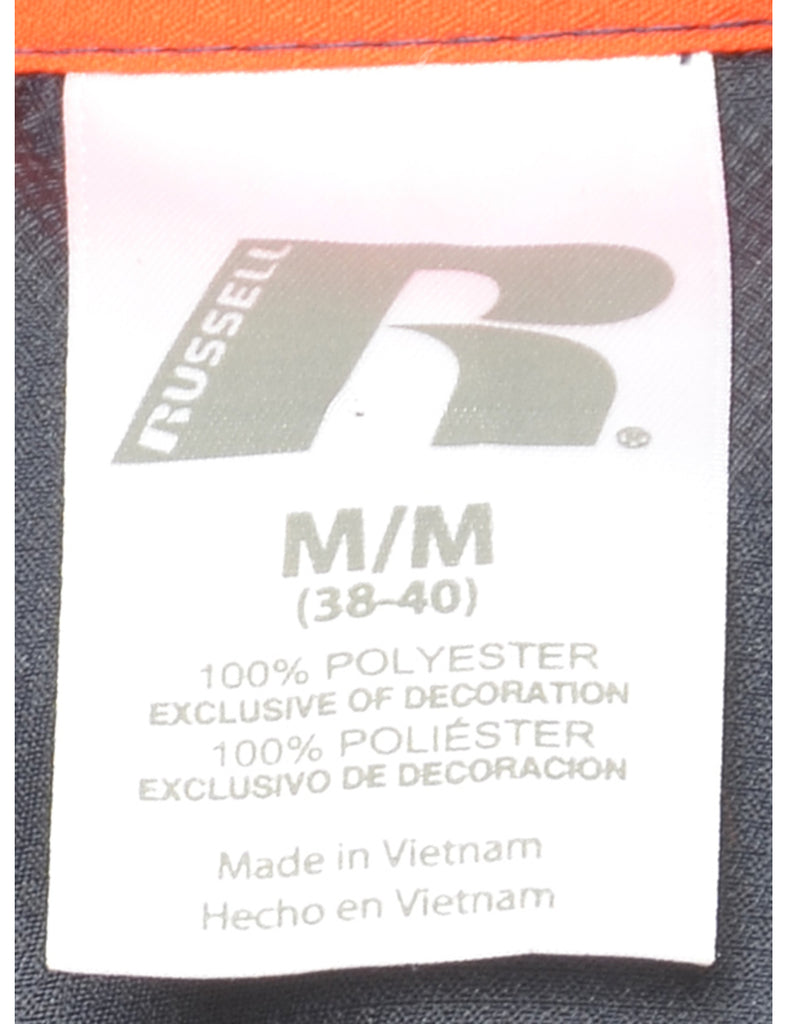 RUSSELL
R®
M/M
(38-40)
100% POLYESTER
EXCLUSIVE OF DECORATION
100% POLIÉSTER
EXCLUSIVO DE DECORACION
Made in Vietnam
Hecho en Vietnam